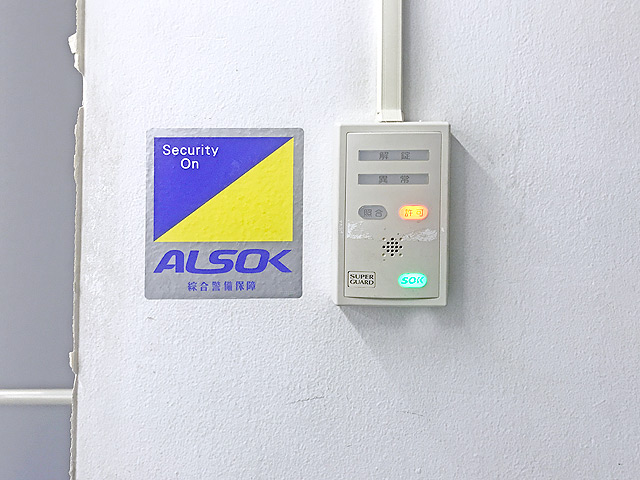 Security
On
ALSOK
綜合警備保障
解 錠
異 常
照合
許可
SUPER
GUARD
SOK